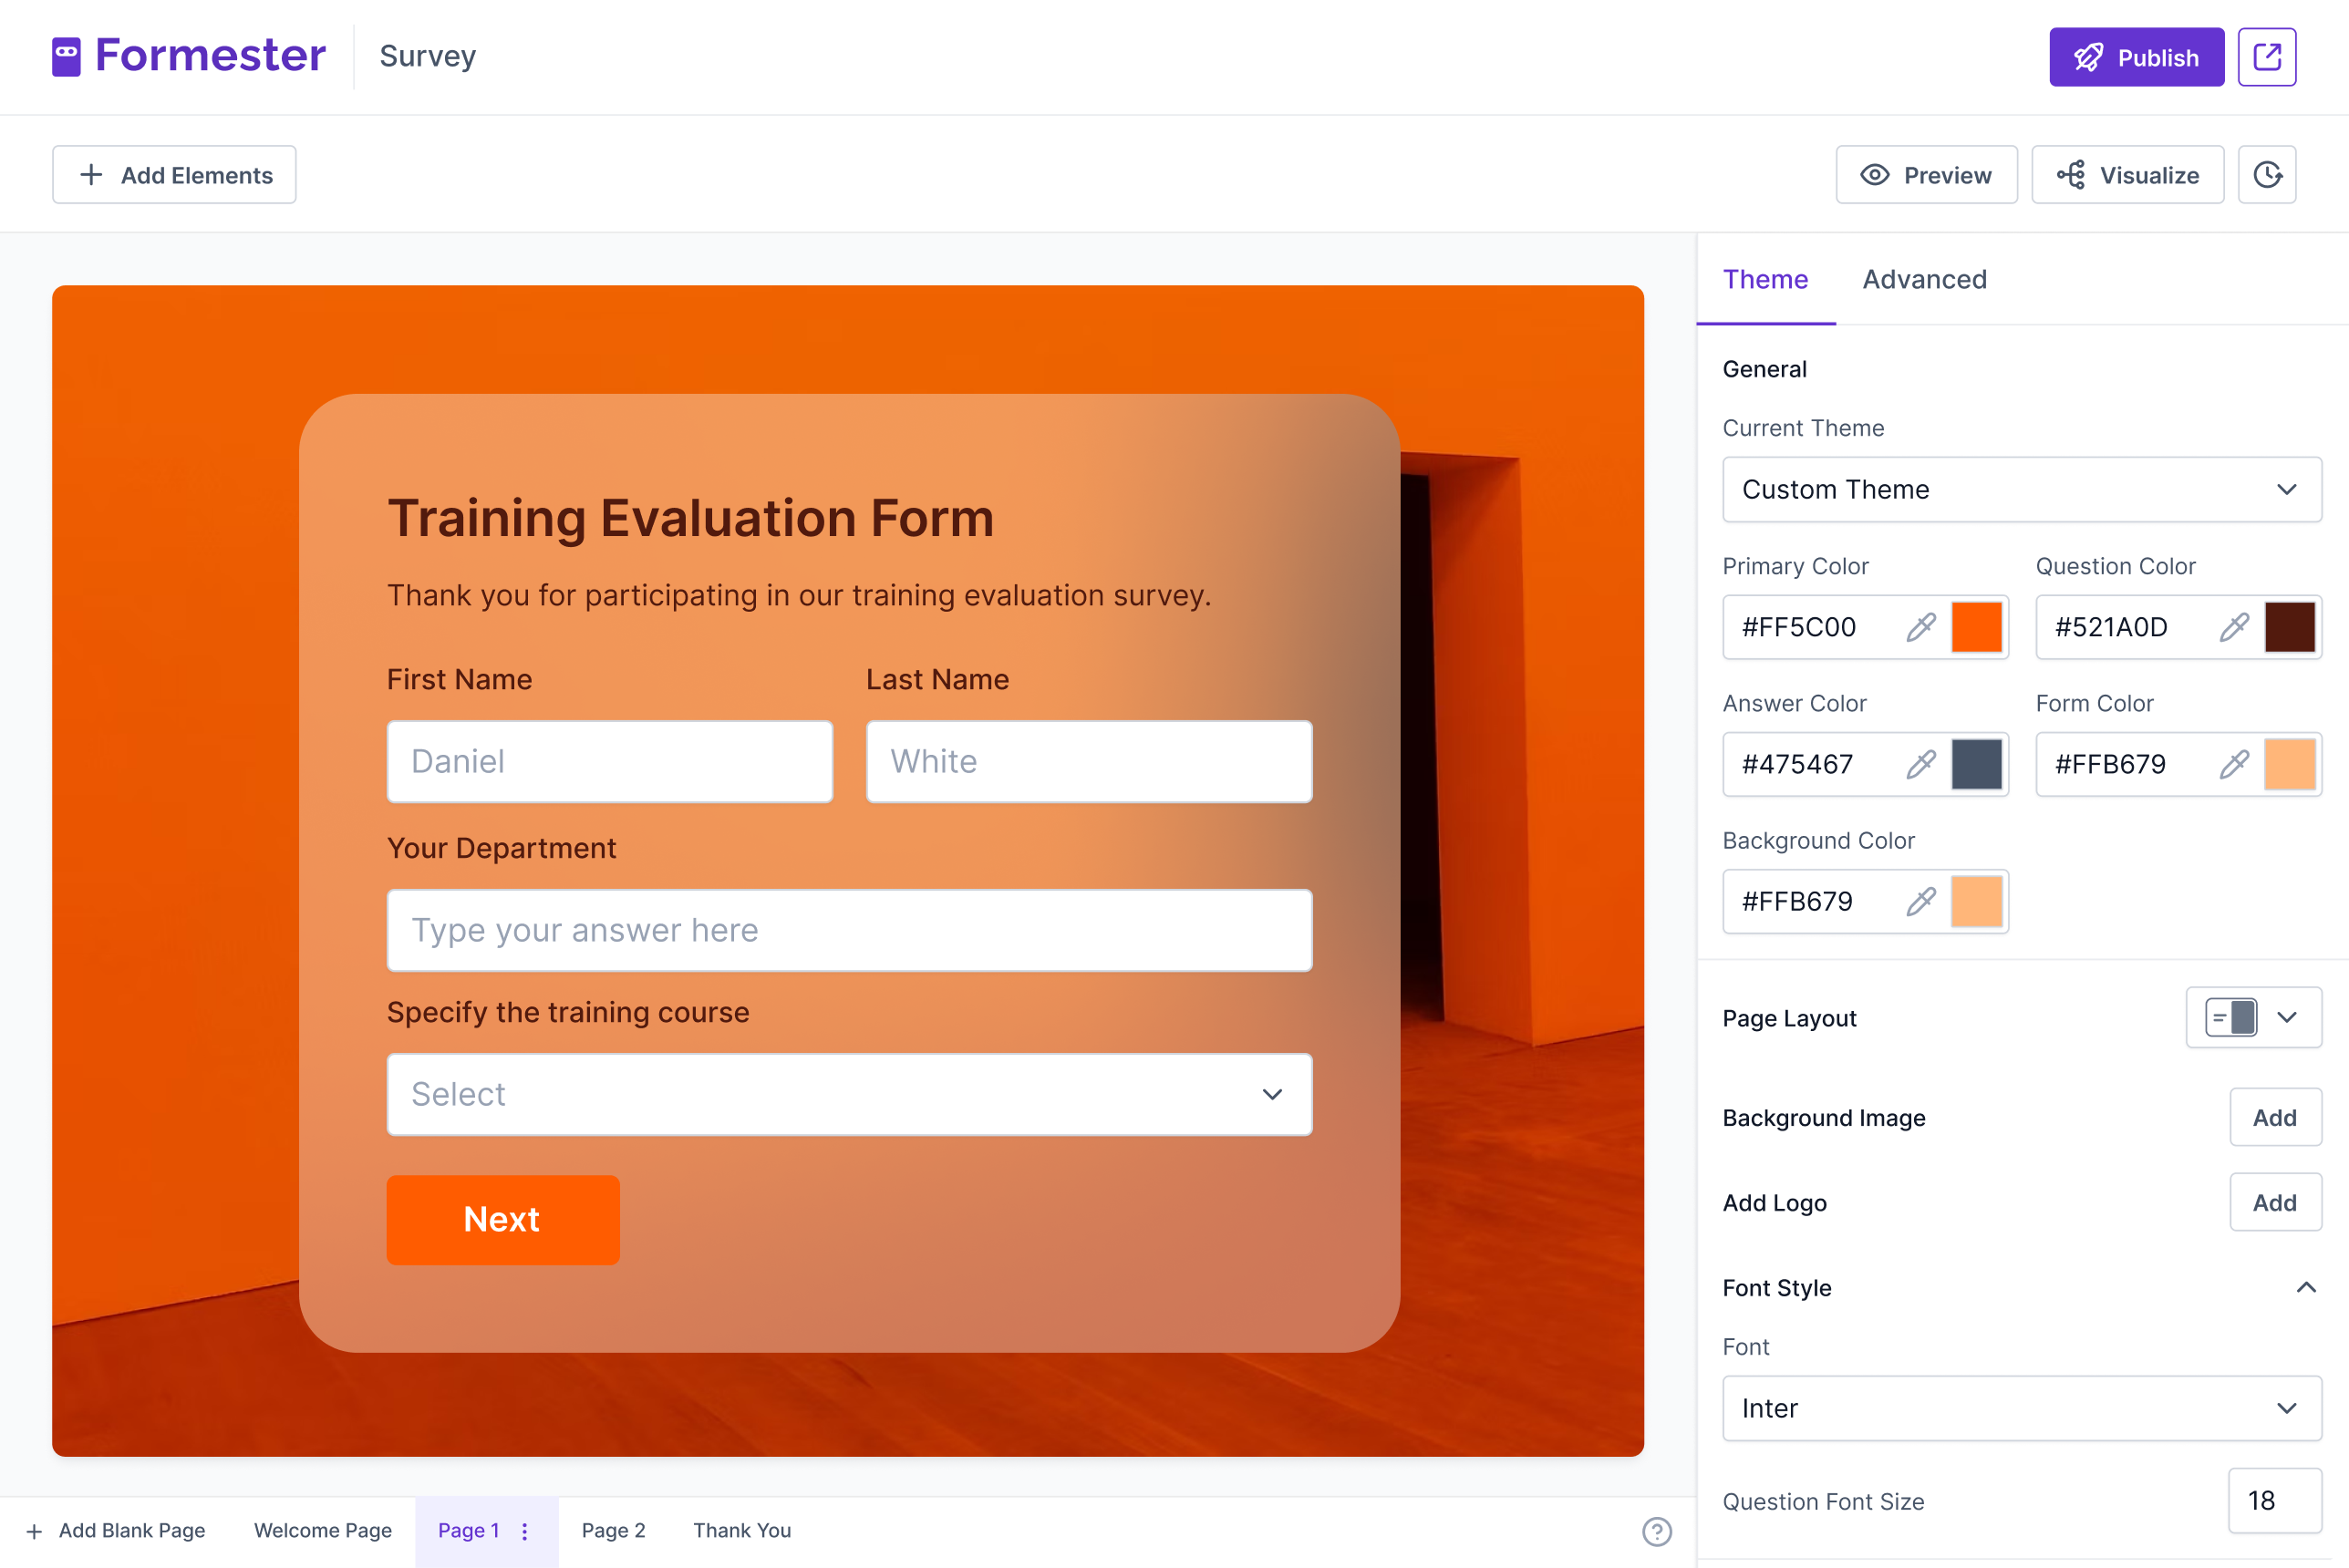 Formester
Survey
Publish
Add Elements
Preview
Visualize
Training Evaluation Form
Thank you for participating in our training evaluation survey.
First Name
Last Name
Daniel
White
Your Department
Type your answer here
Specify the training course
Select
Next
Theme
Advanced
General
Current Theme
Custom Theme
Primary Color
Question Color
#FF5C00
#521A0D
Answer Color
Form Color
#475467
#FFB679
Background Color
#FFB679
Page Layout
Background Image
Add
Add Logo
Add
Font Style
Font
Inter
Question Font Size
18
Add Blank Page
Welcome Page
Page 1
Page 2
Thank You